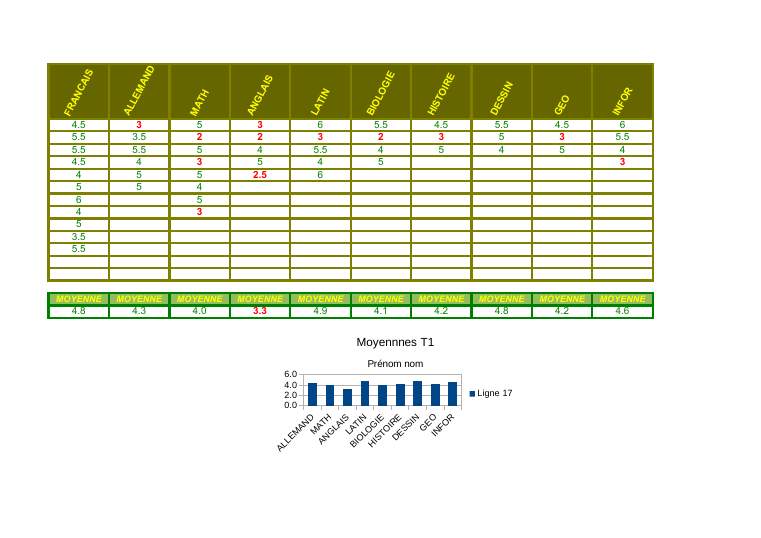 FRANCAIS ALLEMAND MATH ANGLAIS LATIN BIOLOGIE HISTOIRE DESSIN GEO INFOR
4.5 3 5 3 6 5.5 4.5 5.5 4.5 6
5.5 3.5 2 2 3 2 3 5 3 5.5
5.5 5.5 5 4 5.5 4 5 4 5 4
4.5 4 3 5 4 5 3
4 5 5 2.5 6
5 5 4
6 5
4 3
5
3.5
5.5
MOYENNE MOYENNE MOYENNE MOYENNE MOYENNE MOYENNE MOYENNE MOYENNE MOYENNE MOYENNE
4.8 4.3 4.0 3.3 4.9 4.1 4.2 4.8 4.2 4.6
Moyennnes T1
Prénom nom
6.0
4.0
2.0
0.0
Ligne 17
ALLEMAND MATH ANGLAIS LATIN BIOLOGIE HISTOIRE DESSIN GEO INFOR